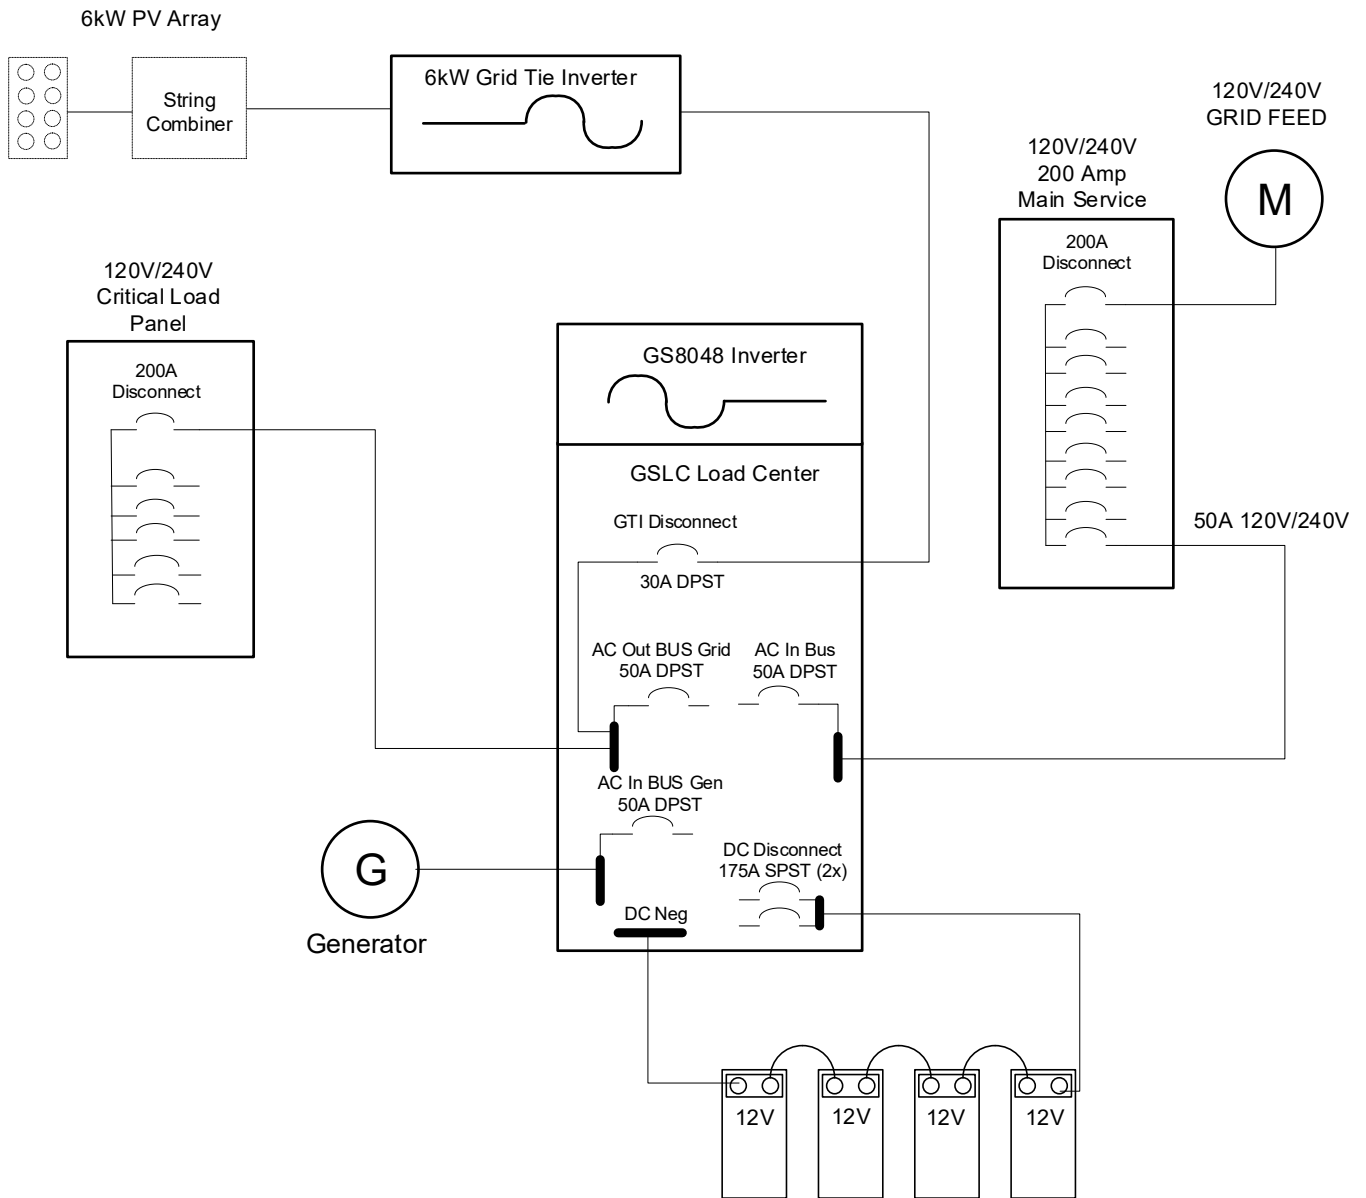 6kW PV Array
String
Combiner
6kW Grid Tie Inverter
120V/240V
GRID FEED
M
120V/240V
200 Amp
Main Service
200A
Disconnect
50A 120V/240V
120V/240V
Critical Load
Panel
200A
Disconnect
GS8048 Inverter
GSLC Load Center
GTI Disconnect
30A DPST
AC Out BUS Grid
50A DPST
AC In Bus
50A DPST
AC In BUS Gen
50A DPST
G
Generator
DC Disconnect
175A SPST (2x)
DC Neg
12V
12V
12V
12V